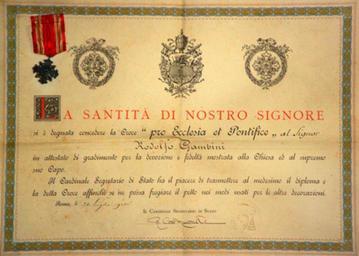 LA SANTITÀ DI NOSTRO SIGNORE
si è degnata concedere la Croce "pro Ecclesia et Pontifice" al Signor
Rodolfo Gambini
in attestato di gradimento per la devozione e fedeltà mostrata alla Chiesa ed al supremo
suo Capo.
Il Cardinale Segretario di Stato ha il piacere di trasmettere al medesimo il diploma e
la detta Croce affinchè se ne possa fregiare il petto nei modi usati per le altre decorazioni.
Roma,
IL CARDINALE SEGRETARIO DI STATO